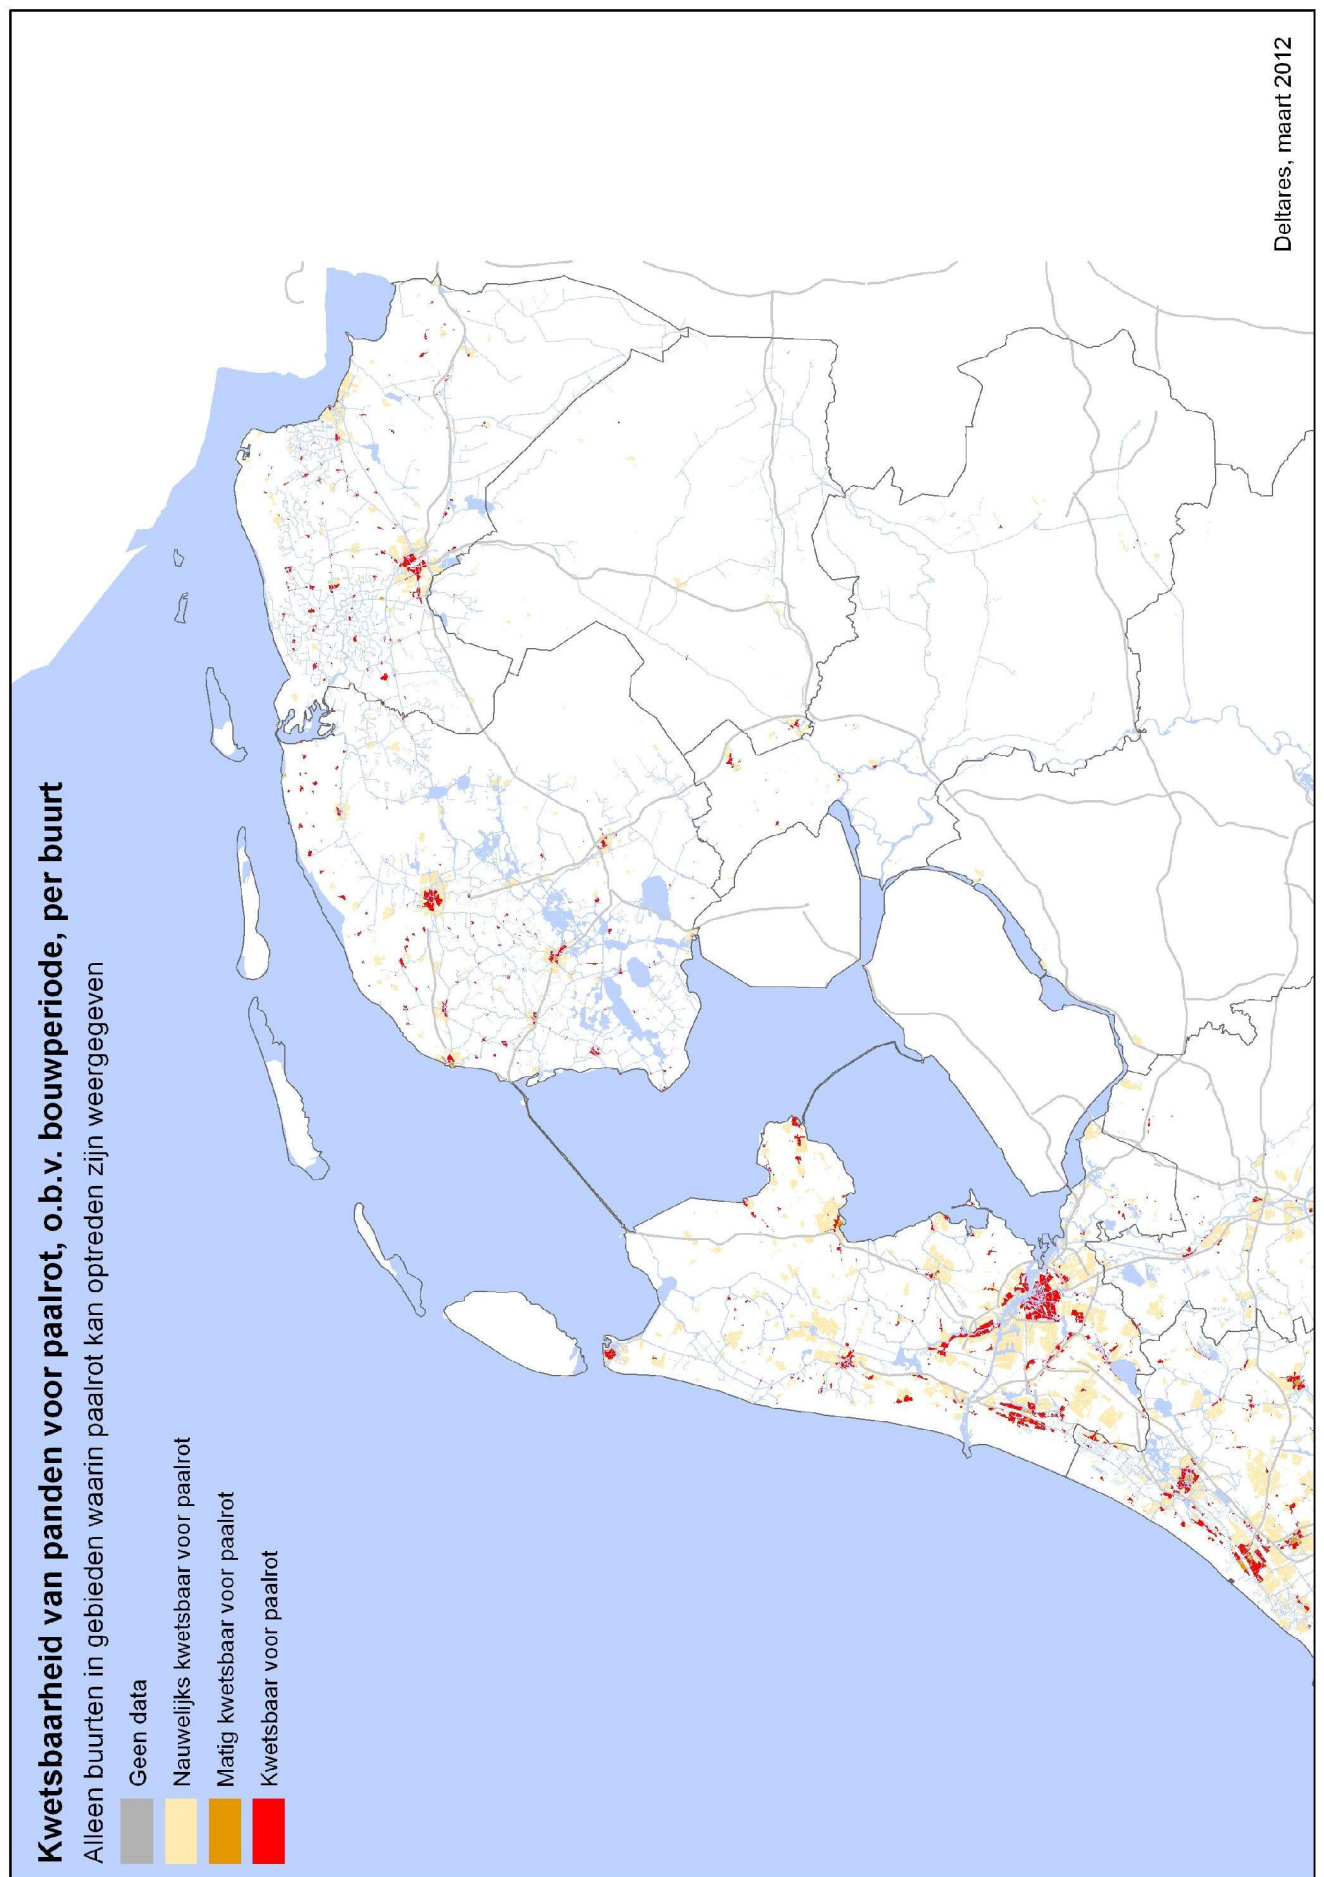 Kwetsbaarheid van panden voor paalrot, o.b.v. bouwperiode, per buurt
Alleen buurten in gebieden waarin paalrot kan optreden zijn weergegeven
Geen data
Nauwelijks kwetsbaar voor paalrot
Matig kwetsbaar voor paalrot
Kwetsbaar voor paalrot
Deltares, maart 2012